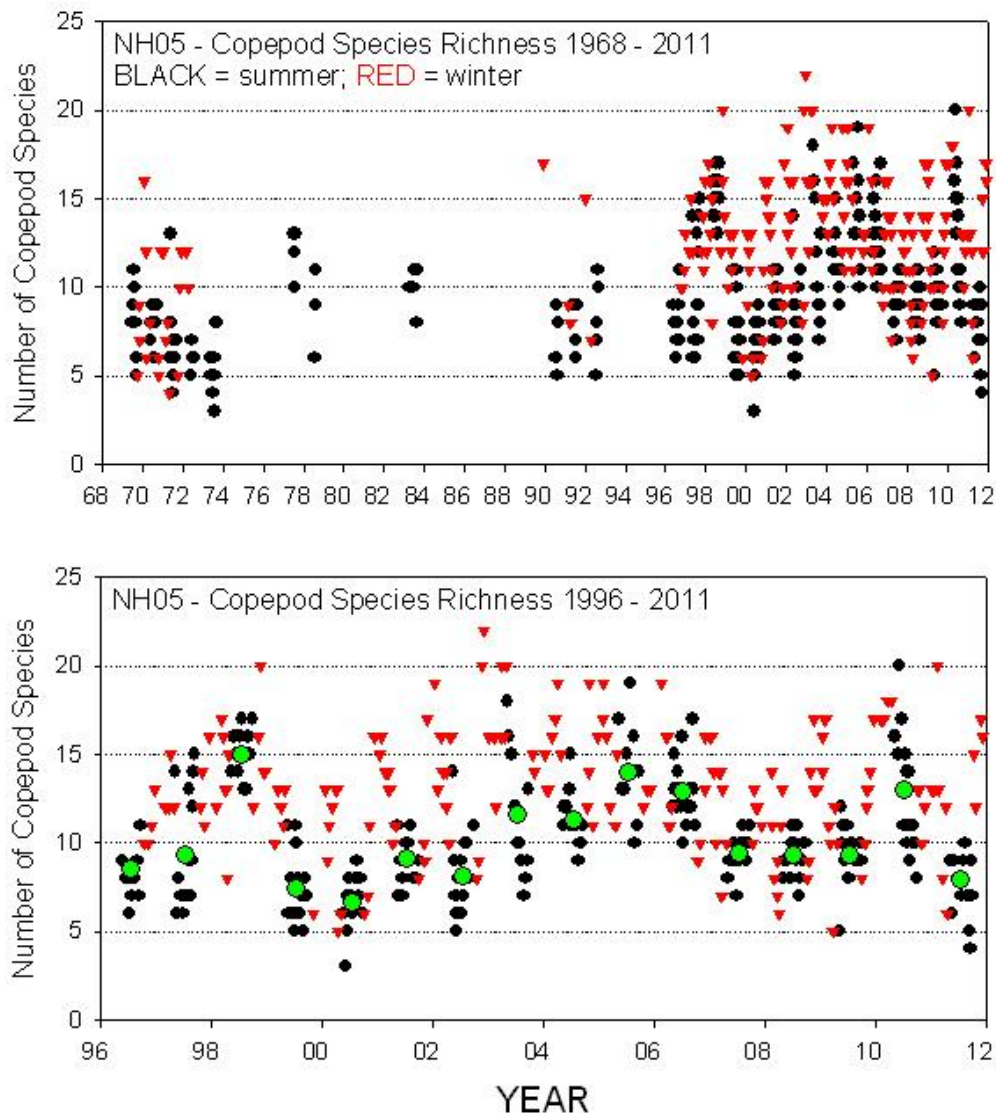 25
20
15
10
5
0
Number of Copepod Species
NH05 - Copepod Species Richness 1968 - 2011
BLACK = summer; RED = winter
68 70 72 74 76 78 80 82 84 86 88 90 92 94 96 98 00 02 04 06 08 10 12
25
20
15
10
5
0
Number of Copepod Species
NH05 - Copepod Species Richness 1996 - 2011
96 98 00 02 04 06 08 10 12
YEAR